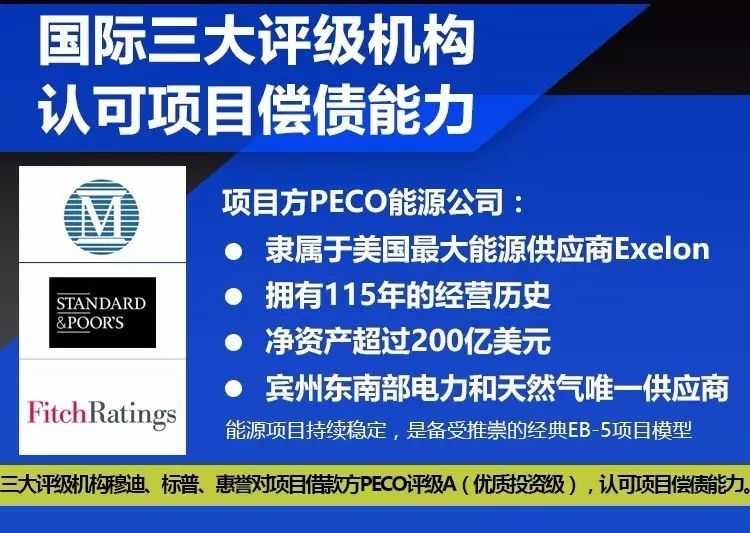 国际三大评级机构
认可项目偿债能力
M
STANDARD
&POOR'S
FitchRatings
项目方PECO能源公司：
● 隶属于美国最大能源供应商Exelon
● 拥有115年的经营历史
● 净资产超过200亿美元
● 宾州东南部电力和天然气唯一供应商
能源项目持续稳定，是备受推崇的经典EB-5项目模型
三大评级机构穆迪、标普、惠誉对项目借款方PECO评级A（优质投资级），认可项目偿债能力。